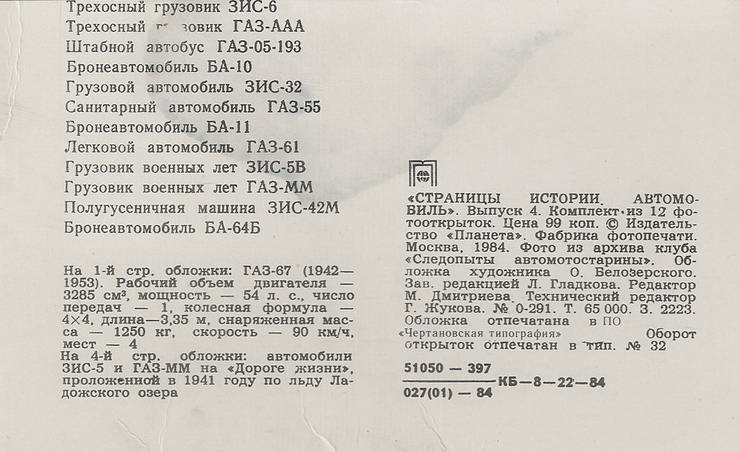 Трехосный грузовик ЗИС-6
Трехосный грузовик ГАЗ-ААА
Штабной автобус ГАЗ-05-193
Бронеавтомобиль БА-10
Грузовой автомобиль ЗИС-32
Санитарный автомобиль ГАЗ-55
Бронеавтомобиль БА-11
Легковой автомобиль ГАЗ-61
Грузовик военных лет ЗИС-5В
Грузовик военных лет ГАЗ-ММ
Полугусеничная машина ЗИС-42М
Бронеавтомобиль БА-64Б
На 1-й стр. обложки: ГАЗ-67 (1942—
1953). Рабочий объем двигателя —
3285 см³, мощность — 54 л. с., число
передач — 1, колесная формула —
4×4, длина—3,35 м, снаряженная мас-
са — 1250 кг, скорость — 90 км/ч,
мест — 4
На 4-й стр. обложки: автомобили
ЗИС-5 и ГАЗ-ММ на «Дороге жизни»,
проложенной в 1941 году по льду Ла-
дожского озера
«СТРАНИЦЫ ИСТОРИИ. АВТОМО-
БИЛЬ». Выпуск 4. Комплект из 12 фо-
тооткрыток. Цена 99 коп. © Издатель-
ство «Планета». Фабрика фотопечати.
Москва, 1984. Фото из архива клуба
«Следопыты автомотостарины». Об-
ложка художника О. Белозерского.
Зав. редакцией Л. Гладкова. Редактор
М. Дмитриева. Технический редактор
Г. Жукова. № 0-291. Т. 65 000. З. 2223.
Обложка отпечатана в ПО
«Чертановская типография» Оборот
открыток отпечатан в тип. № 32
51050 — 397
КБ—8—22—84
027(01) — 84